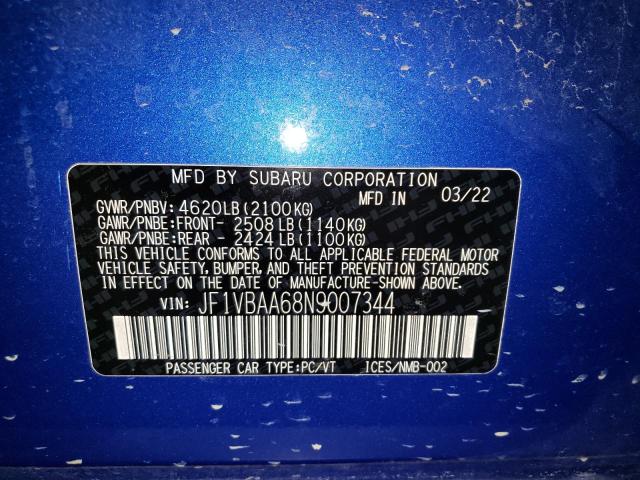 MFD BY SUBARU CORPORATION
MFD IN 03/22
GVWR/PNBV: 4620LB(2100KG)
GAWR/PNBE:FRONT- 2508 LB(1140KG)
GAWR/PNBE:REAR - 2424 LB(1100KG)
THIS VEHICLE CONFORMS TO ALL APPLICABLE FEDERAL MOTOR
VEHICLE SAFETY, BUMPER, AND THEFT PREVENTION STANDARDS
IN EFFECT ON THE DATE OF MANUFACTURE-SHOWN ABOVE.
VIN: JF1VBAA68N9007344
PASSENGER CAR TYPE:PC/VT ICES/NMB-002